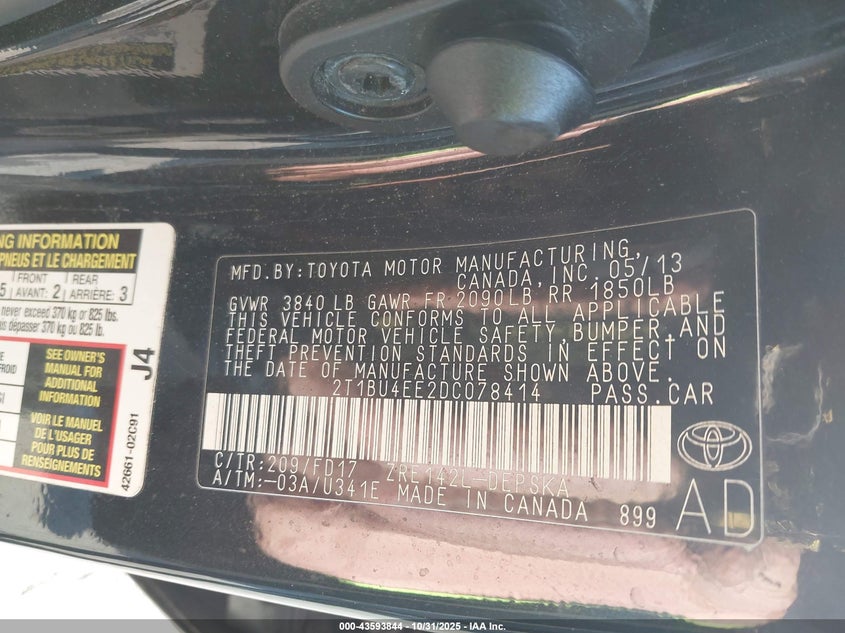 NG INFORMATION
PNEUS ET LE CHARGEMENT
5 FRONT REAR
AVANT: 2 ARRIÈRE: 3
never exceed 370 kg or 825 lbs.
dépasser 370 kg ou 825 lb.
SEE OWNER'S
MANUAL FOR
ADDITIONAL
INFORMATION
VOIR LE MANUEL
DE L'USAGER
POUR PLUS DE
RENSEIGNEMENTS
J4
42661-02C91
MFD.BY:TOYOTA MOTOR MANUFACTURING,
CANADA, INC. 05/13
GVWR 3840 LB GAWR FR 2090LB RR 1850LB
THIS VEHICLE CONFORMS TO ALL APPLICABLE
FEDERAL MOTOR VEHICLE SAFETY, BUMPER, AND
THEFT PREVENTION STANDARDS IN EFFECT ON
THE DATE OF MANUFACTURE SHOWN ABOVE.
2T1BU4EE2DC078414 PASS.CAR
C/TR:209/FD17 ZRE142L-DEPSKA
A/TM:-03A/U341E MADE IN CANADA 899
AD
000-43593844 - 10/31/2025 - IAA Inc.